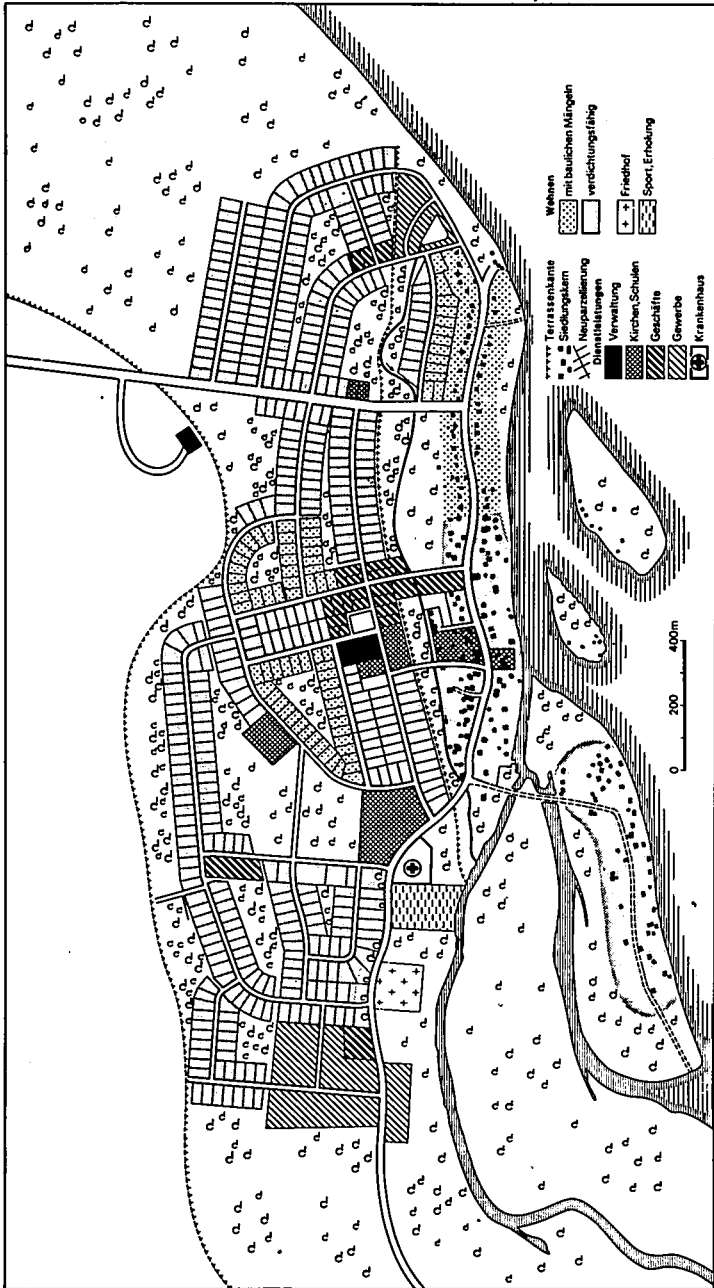 Terrassenkante
Siedlungskern
Neuparzellierung
Dienstleistungen
Verwaltung
Kirchen, Schulen
Geschäfte
Gewerbe
Krankenhaus
Wohnen
mit baulichen Mängeln
verdichtungsfähig
Friedhof
Sport, Erholung
0 200 400m